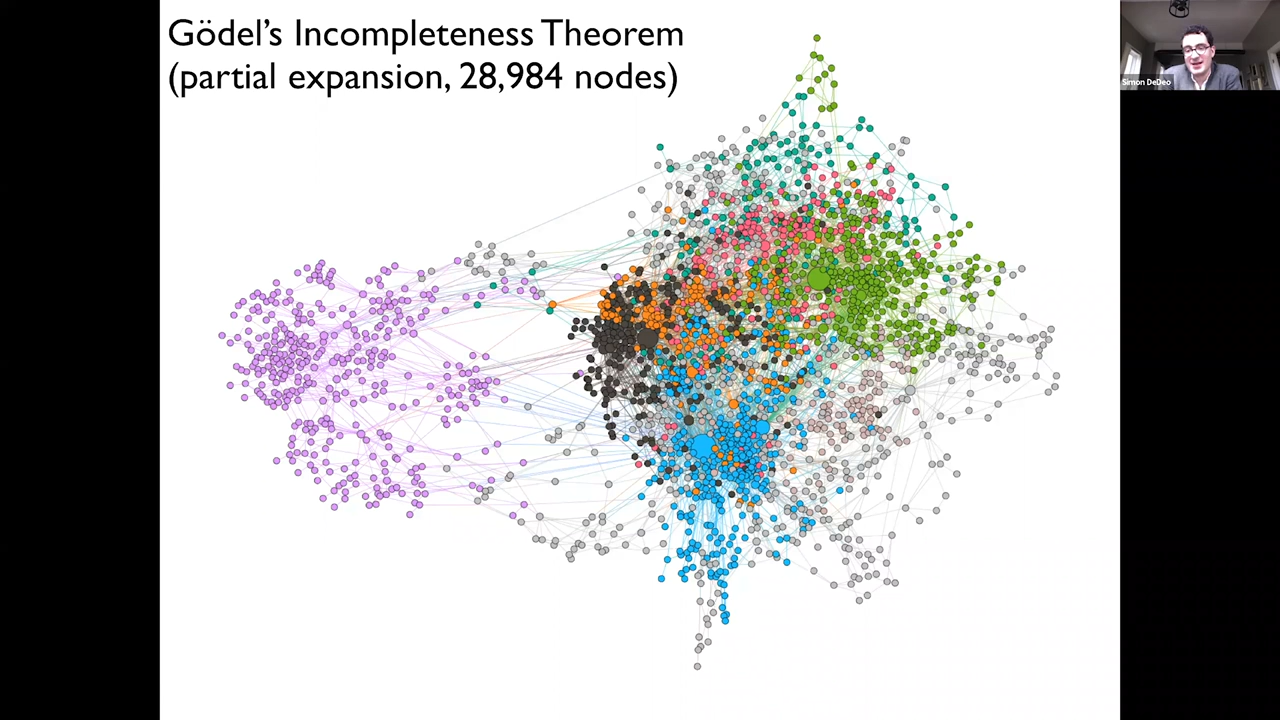 Gödel’s Incompleteness Theorem
(partial expansion, 28,984 nodes)
Simon DeDeo